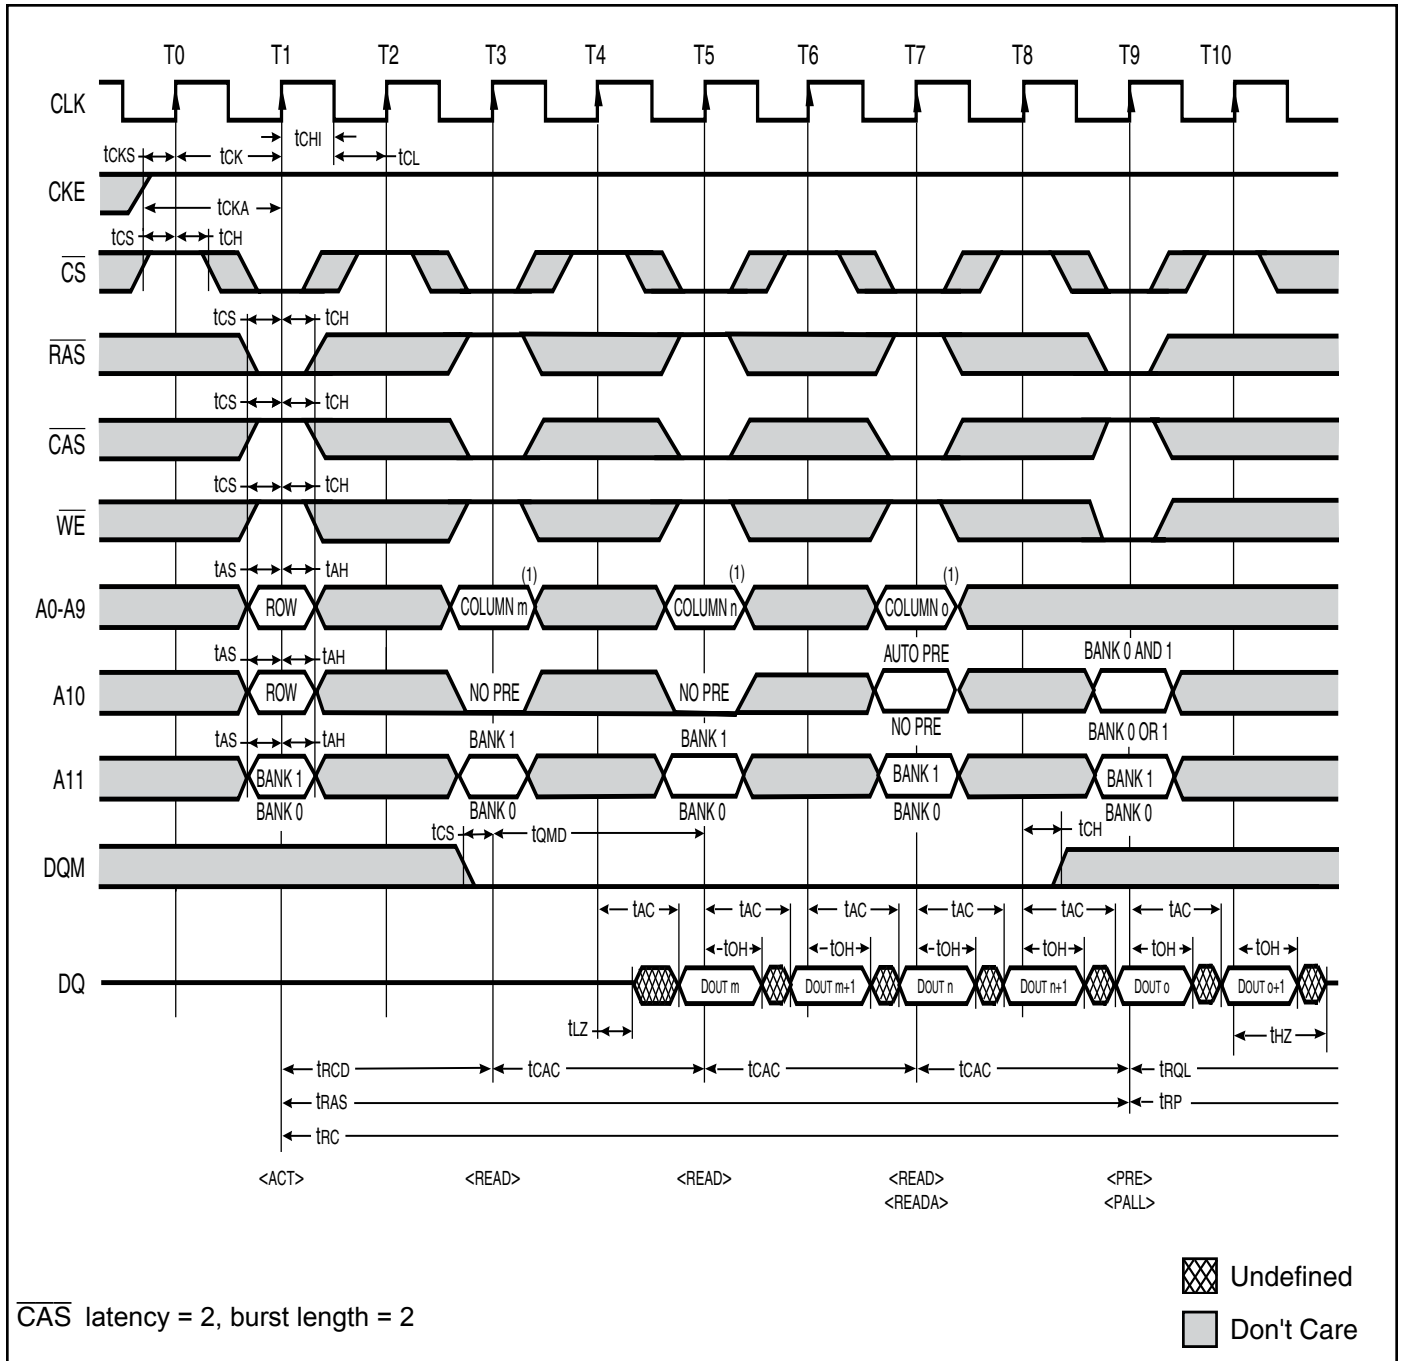 T0 T1 T2 T3 T4 T5 T6 T7 T8 T9 T10
CLK
tCHI
tCKS tCK tCL
CKE
tCKA
tCS tCH
CS
tCS tCH
RAS
tCS tCH
CAS
tCS tCH
WE
tAS tAH (1) (1) (1)
A0-A9 ROW COLUMN m COLUMN n COLUMN o
tAS tAH AUTO PRE BANK 0 AND 1
A10 ROW NO PRE NO PRE
NO PRE BANK 0 OR 1
tAS tAH BANK 1 BANK 1
A11 BANK 1 BANK 1 BANK 1
BANK 0 BANK 0 BANK 0 BANK 0 BANK 0
tCS tQMD tCH
DQM
tAC tAC tAC tAC tAC tAC
tOH tOH tOH tOH tOH tOH
DQ DOUT m DOUT m+1 DOUT n DOUT n+1 DOUT o DOUT o+1
tLZ tHZ
tRCD tCAC tCAC tCAC tRQL
tRAS tRP
tRC
<ACT> <READ> <READ> <READ> <PRE>
<READA> <PALL>
Undefined
CAS latency = 2, burst length = 2
Don't Care